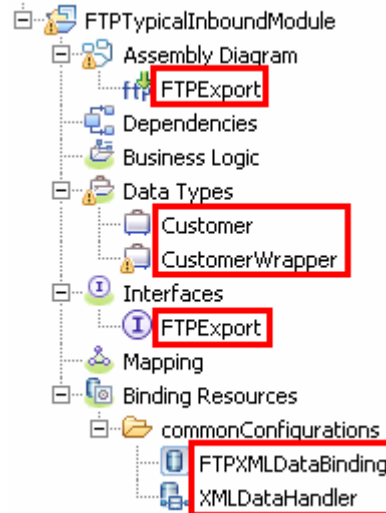 FTPTypicalInboundModule
Assembly Diagram
ftp FTPExport
Dependencies
Business Logic
Data Types
Customer
CustomerWrapper
Interfaces
I FTPExport
Mapping
Binding Resources
commonConfigurations
FTPXMLDataBinding
XMLDataHandler